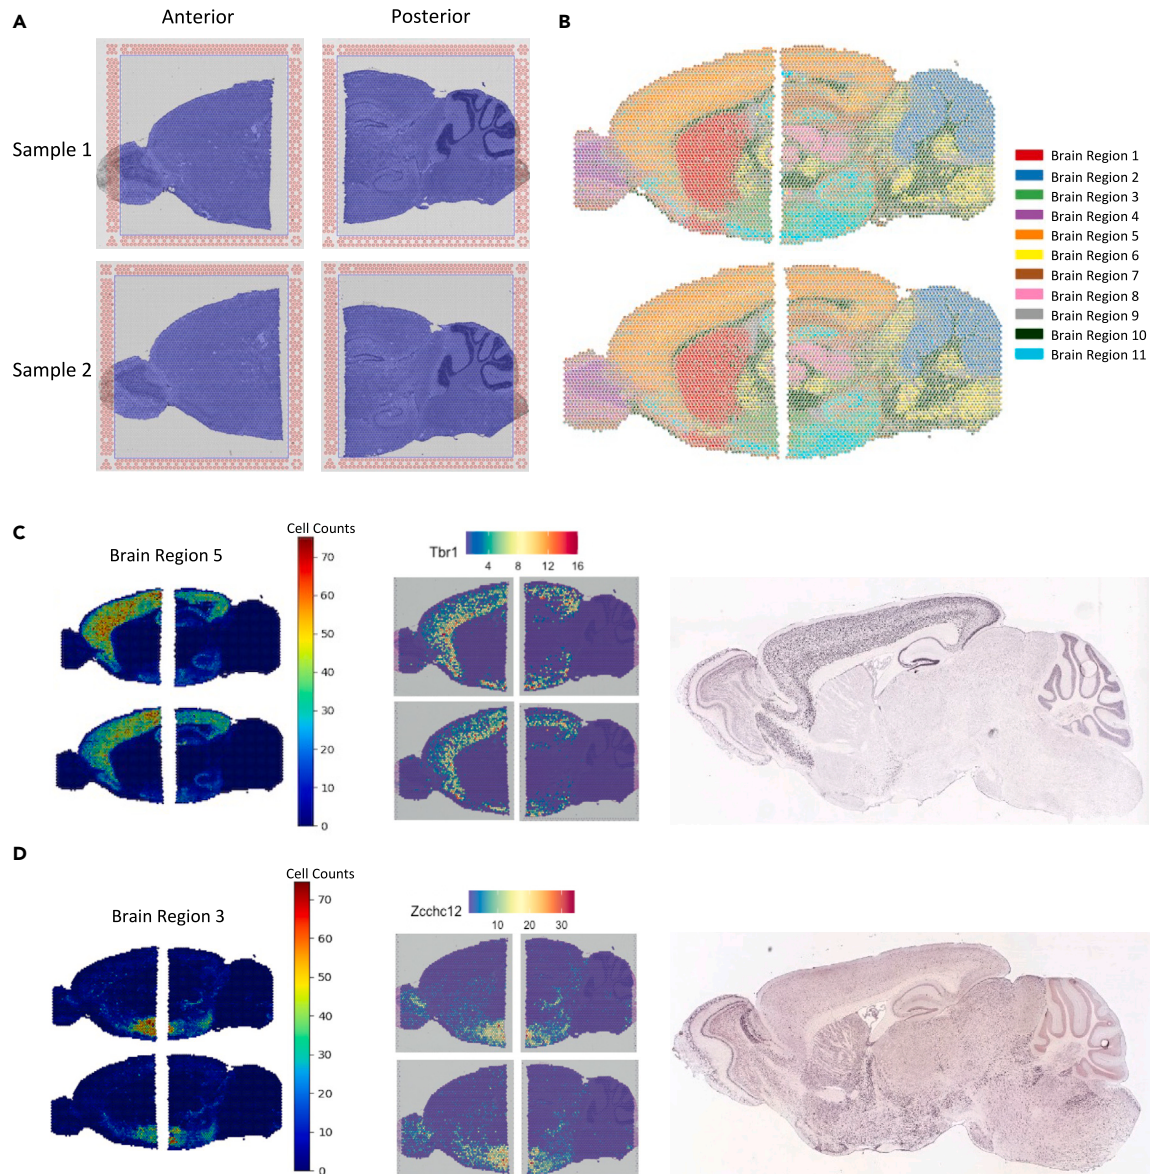 A
Anterior
Posterior
B
Sample 1
Sample 2
Brain Region 1
Brain Region 2
Brain Region 3
Brain Region 4
Brain Region 5
Brain Region 6
Brain Region 7
Brain Region 8
Brain Region 9
Brain Region 10
Brain Region 11
C
Brain Region 5
Cell Counts
70
60
50
40
30
20
10
0
Tbr1
4 8 12 16
D
Brain Region 3
Cell Counts
70
60
50
40
30
20
10
0
Zcchc12
10 20 30